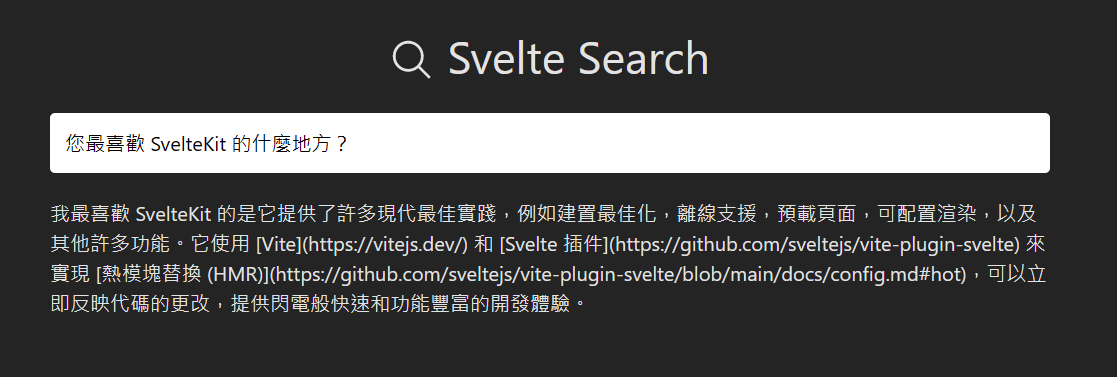 Svelte Search
您最喜歡 SvelteKit 的什麼地方？
我最喜歡 SvelteKit 的是它提供了許多現代最佳實踐，例如建置最佳化，離線支援，預載頁面，可配置渲染，以及
其他許多功能。它使用 [Vite](https://vitejs.dev/) 和 [Svelte 插件](https://github.com/sveltejs/vite-plugin-svelte) 來
實現 [熱模塊替換 (HMR)](https://github.com/sveltejs/vite-plugin-svelte/blob/main/docs/config.md#hot)，可以立
即反映代碼的更改，提供閃電般快速和功能豐富的開發體驗。